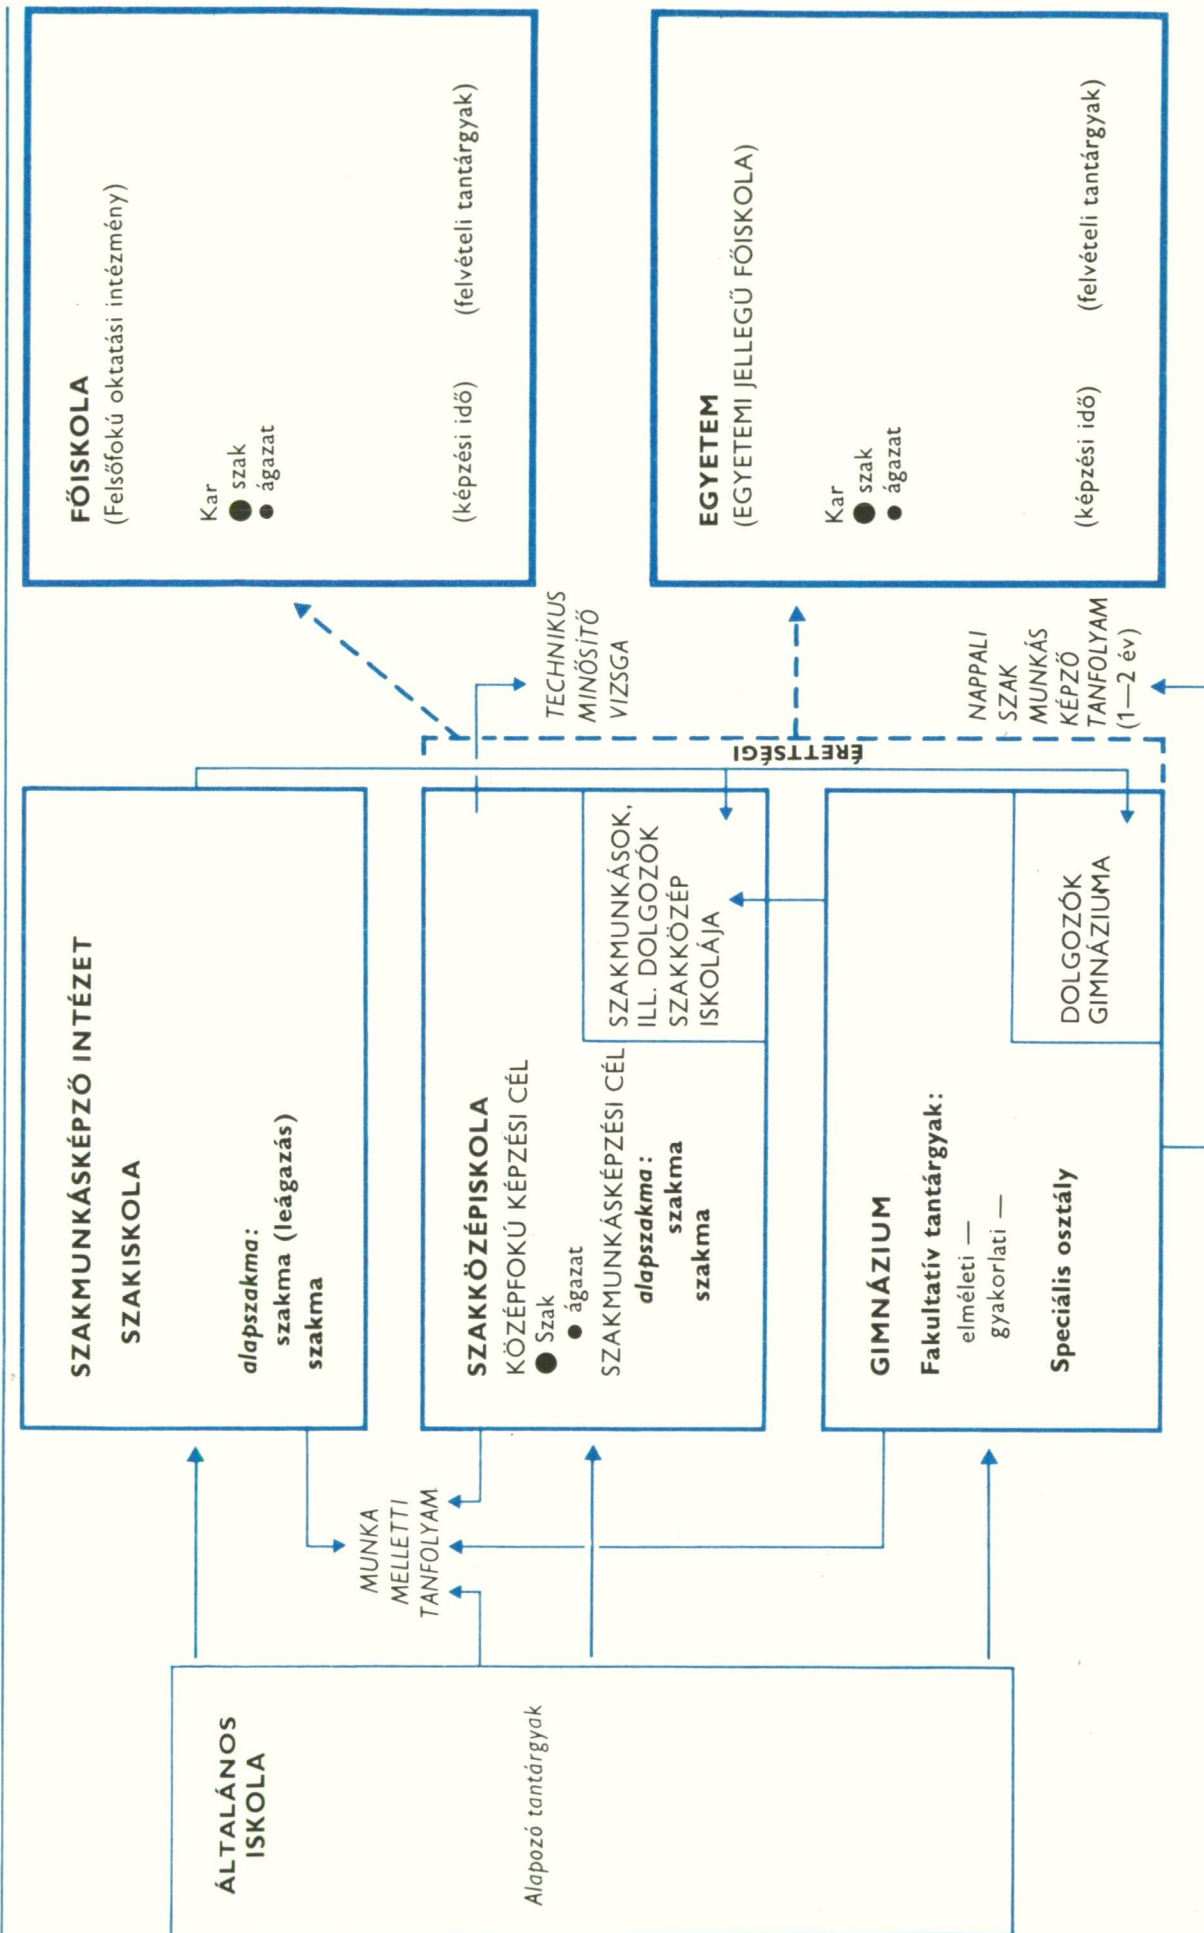 ÁLTALÁNOS
ISKOLA
Alapozó tantárgyak
MUNKA
MELLETTI
TANFOLYAM
SZAKMUNKÁSKÉPZŐ INTÉZET
SZAKISKOLA
alapszakma:
szakma (leágazás)
szakma
SZAKKÖZÉPISKOLA
KÖZÉPFOKÚ KÉPZÉSI CÉL
● Szak
● ágazat
SZAKMUNKÁSKÉPZÉSI CÉL
alapszakma:
szakma
szakma
SZAKMUNKÁSOK,
ILL. DOLGOZÓK
SZAKKÖZÉP
ISKOLÁJA
GIMNÁZIUM
Fakultatív tantárgyak:
elméleti —
gyakorlati —
Speciális osztály
DOLGOZÓK
GIMNÁZIUMA
ÉRETTSÉGI
TECHNIKUS
MINŐSÍTŐ
VIZSGA
NAPPALI
SZAK
MUNKÁS
KÉPZŐ
TANFOLYAM
(1—2 év)
FŐISKOLA
(Felsőfokú oktatási intézmény)
Kar
● szak
● ágazat
(képzési idő) (felvételi tantárgyak)
EGYETEM
(EGYETEMI JELLEGŰ FŐISKOLA)
Kar
● szak
● ágazat
(képzési idő) (felvételi tantárgyak)